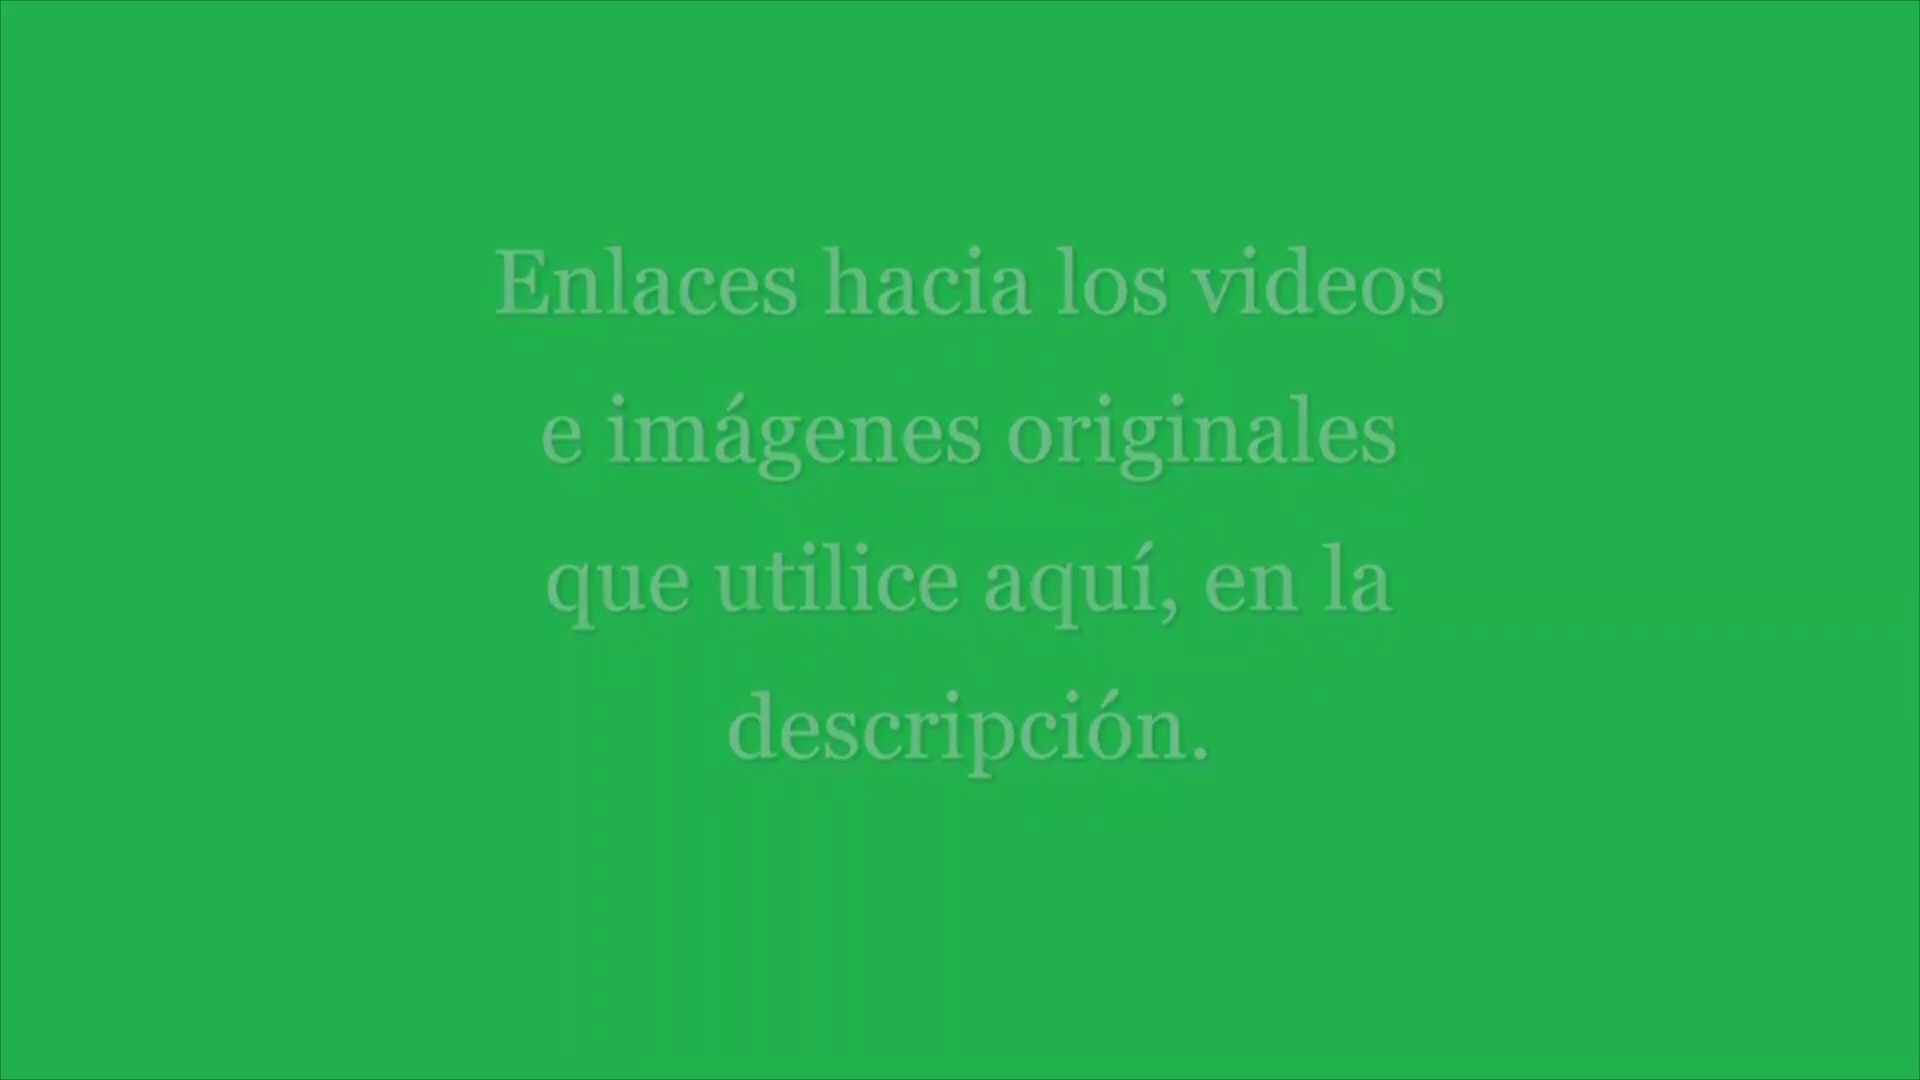 Enlaces hacia los videos
e imágenes originales
que utilice aquí, en la
descripción.